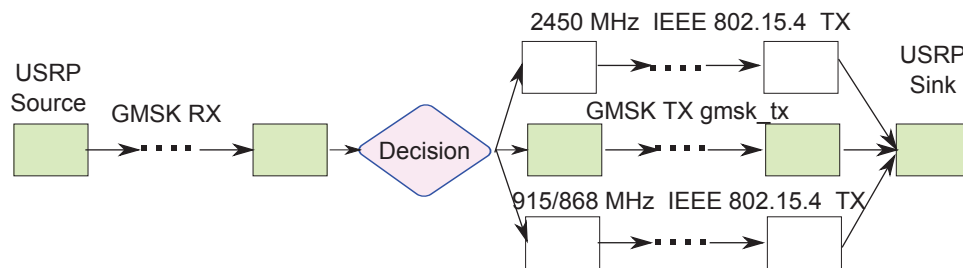 2450 MHz IEEE 802.15.4 TX
USRP
Source
USRP
Sink
GMSK RX
GMSK TX gmsk_tx
Decision
915/868 MHz IEEE 802.15.4 TX